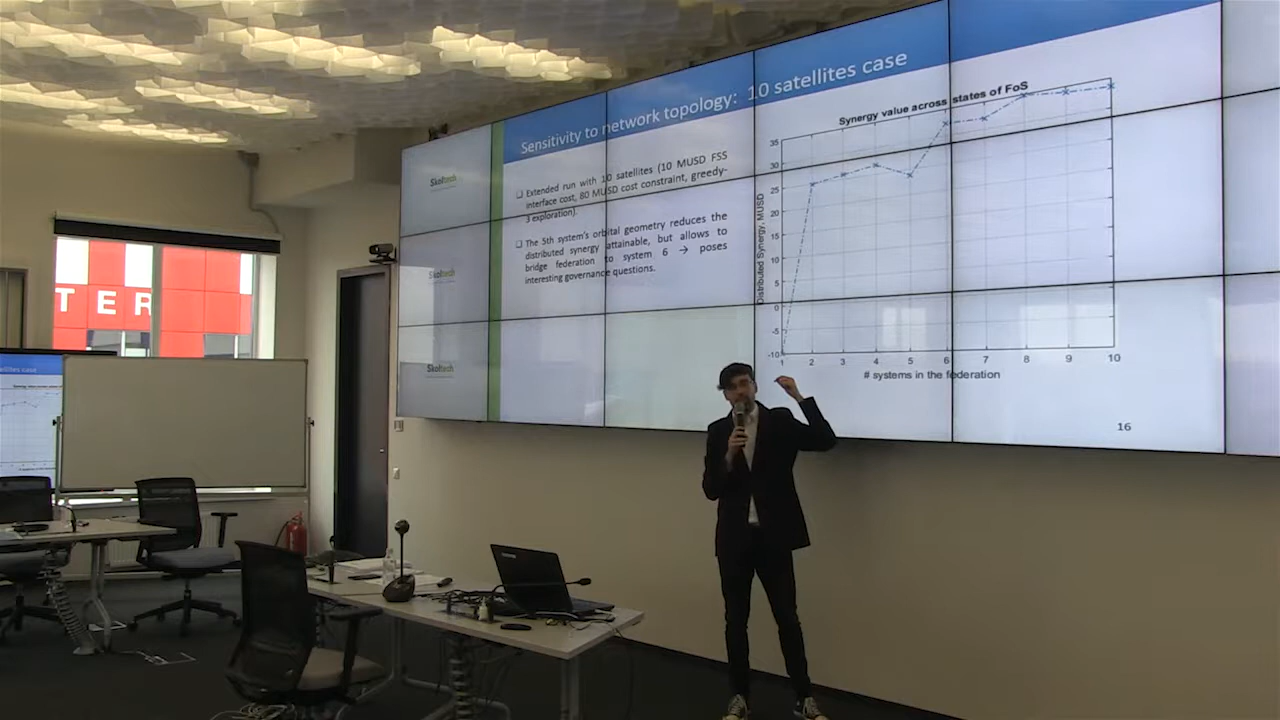 Sensitivity to network topology: 10 satellites case
Skoltech
Skoltech
Skoltech
❑ Extended run with 10 satellites (10 MUSD FSS
interface cost, 80 MUSD cost constraint, greedy-
3 exploration).
❑ The 5th system's orbital geometry reduces the
distributed synergy attainable, but allows to
bridge federation to system 6 → poses
interesting governance questions.
Synergy value across states of FoS
Distributed Synergy, MUSD
35
30
25
20
15
10
5
0
-5
-10
1 2 3 4 5 6 7 8 9 10
# systems in the federation
16
TER
satellites case